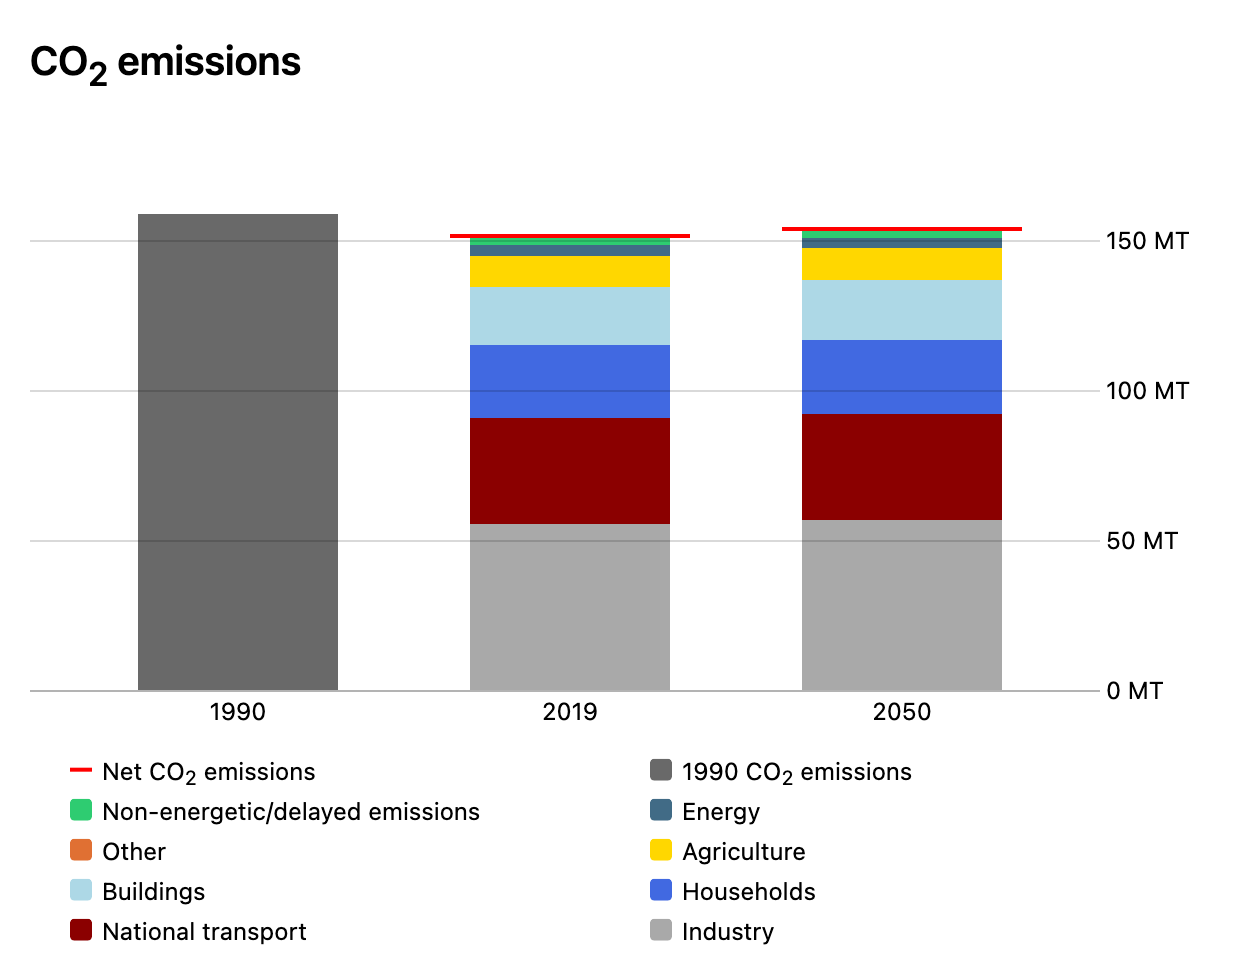 CO₂ emissions
150 MT
100 MT
50 MT
0 MT
1990 2019 2050
Net CO₂ emissions 1990 CO₂ emissions
Non-energetic/delayed emissions Energy
Other Agriculture
Buildings Households
National transport Industry